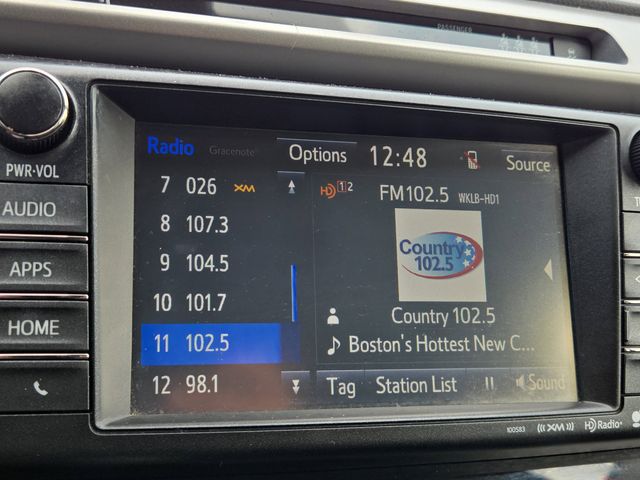 PASSENGER
Radio Gracenote Options 12:48 Source
PWR•VOL
AUDIO
APPS
HOME
7 026 XM
8 107.3
9 104.5
10 101.7
11 102.5
12 98.1
HD 1 2 FM102.5 WKLB-HD1
Country
102.5
Country 102.5
Boston's Hottest New C...
Tag Station List Sound
100583 ((XM)) HD Radio